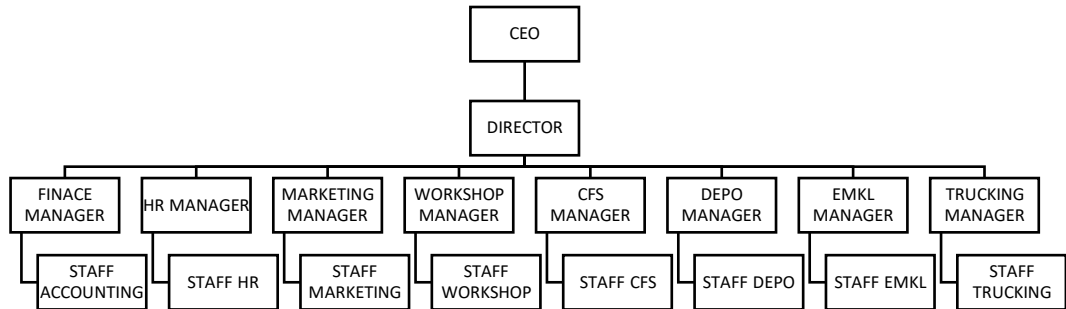 CEO
DIRECTOR
FINACE
MANAGER
HR MANAGER
MARKETING
MANAGER
WORKSHOP
MANAGER
CFS
MANAGER
DEPO
MANAGER
EMKL
MANAGER
TRUCKING
MANAGER
STAFF
ACCOUNTING
STAFF HR
STAFF
MARKETING
STAFF
WORKSHOP
STAFF CFS
STAFF DEPO
STAFF EMKL
STAFF
TRUCKING